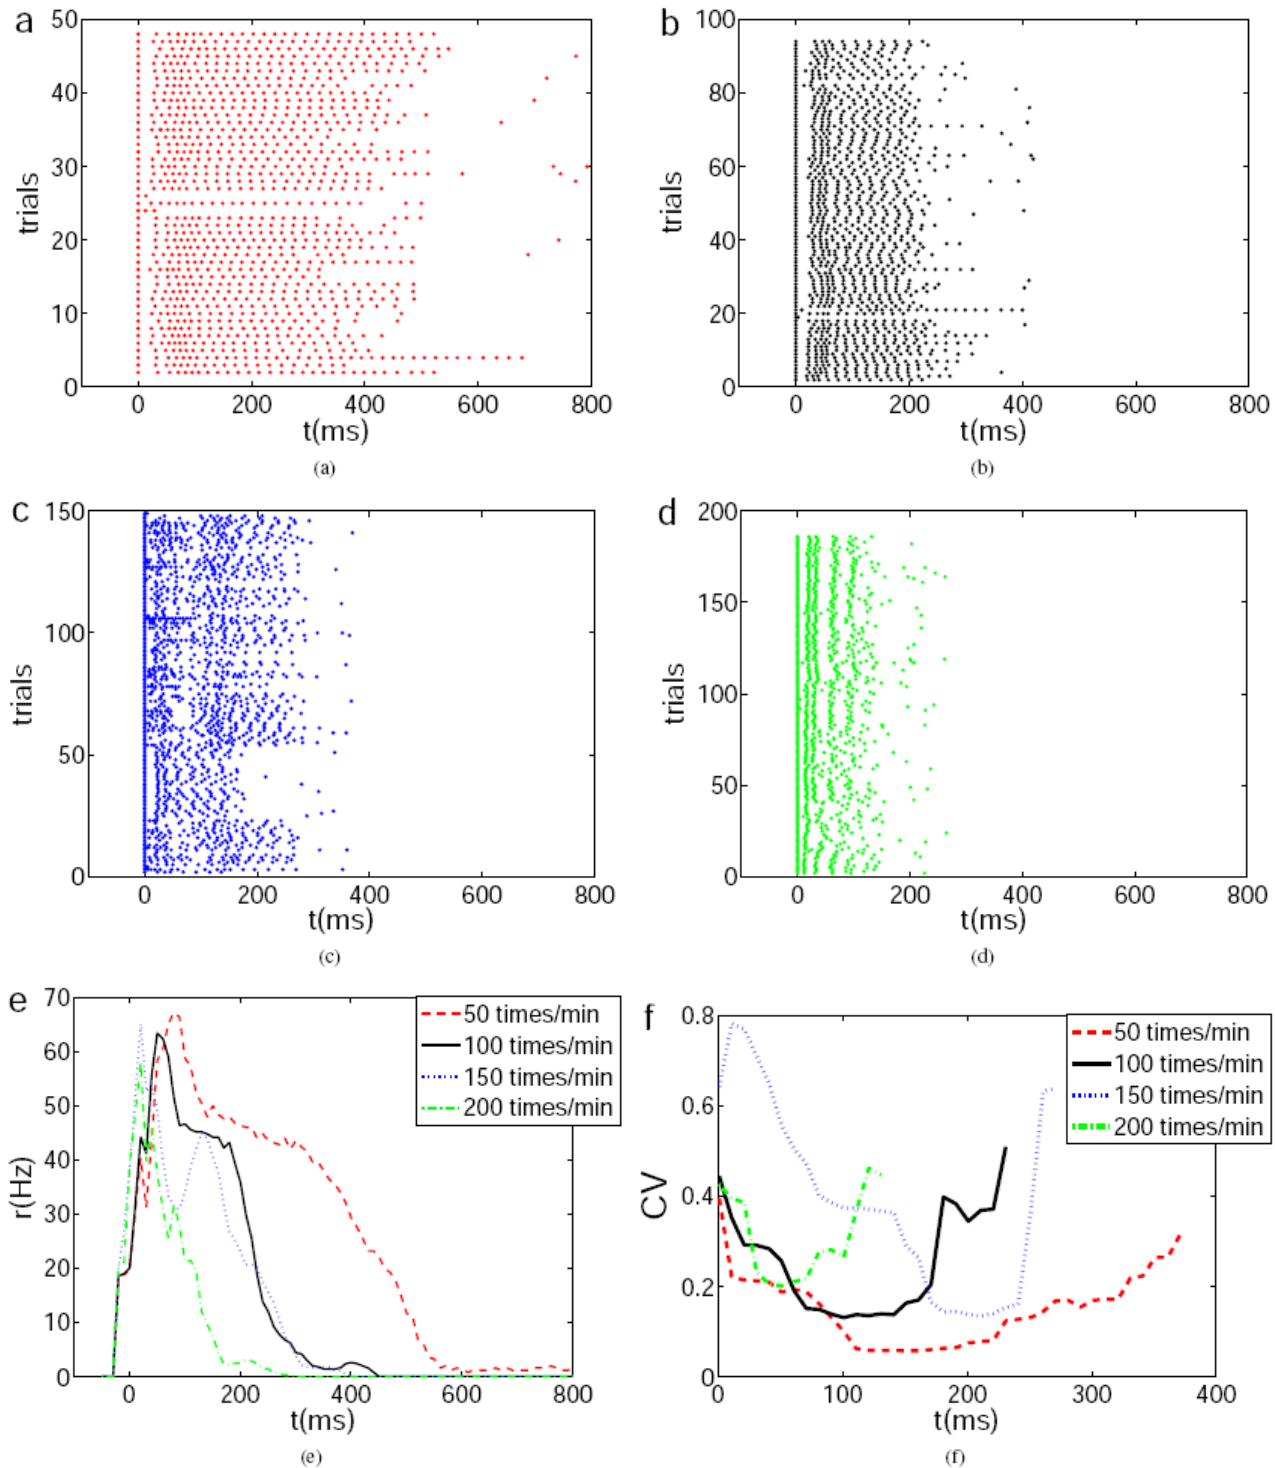 a
50
40
30
20
10
0
trials
0 200 400 600 800
t(ms)
(a)
b
100
80
60
40
20
0
trials
0 200 400 600 800
t(ms)
(b)
c
150
100
50
0
trials
0 200 400 600 800
t(ms)
(c)
d
200
150
100
50
0
trials
0 200 400 600 800
t(ms)
(d)
e
70
60
50
40
30
20
10
0
r(Hz)
50 times/min
100 times/min
150 times/min
200 times/min
0 200 400 600 800
t(ms)
(e)
f
0.8
0.6
0.4
0.2
0
CV
50 times/min
100 times/min
150 times/min
200 times/min
0 100 200 300 400
t(ms)
(f)